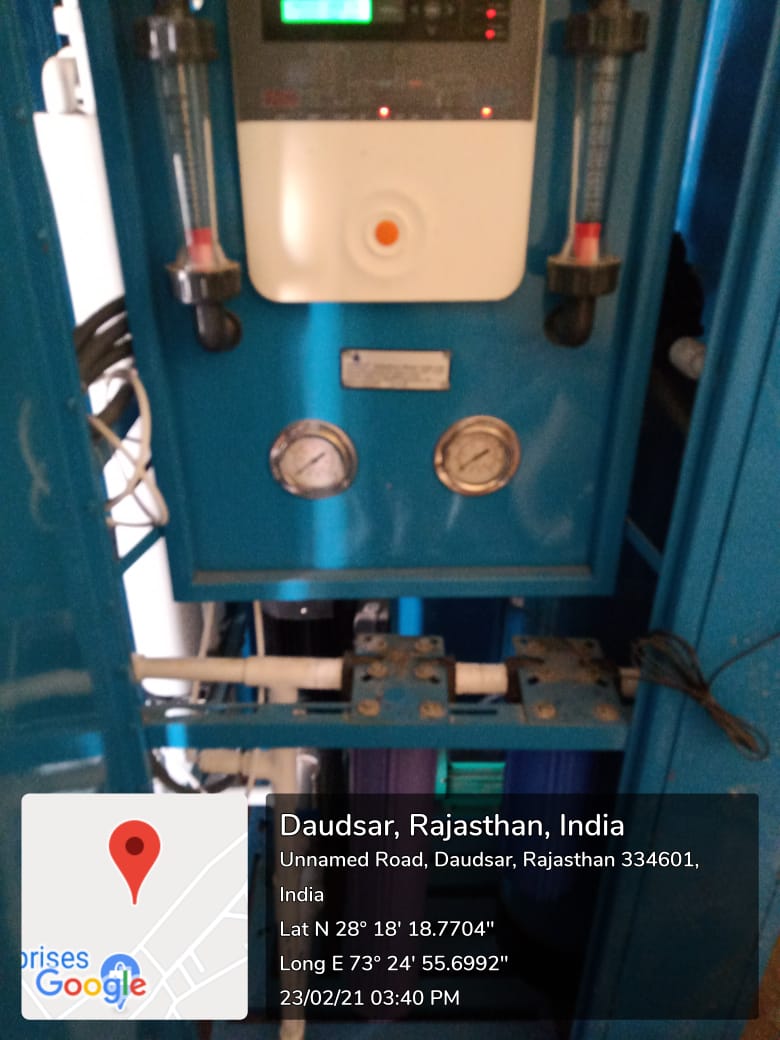 Daudsar, Rajasthan, India
Unnamed Road, Daudsar, Rajasthan 334601,
India
Lat N 28° 18' 18.7704"
Long E 73° 24' 55.6992"
23/02/21 03:40 PM
prises
Google